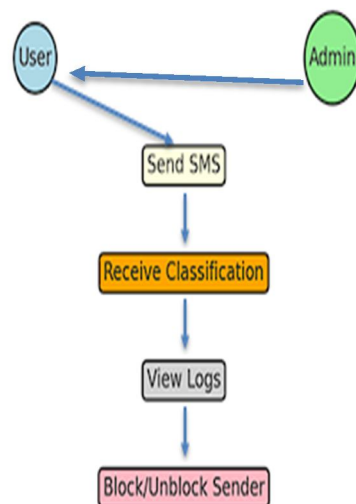 User
Admin
Send SMS
Receive Classification
View Logs
Block/Unblock Sender